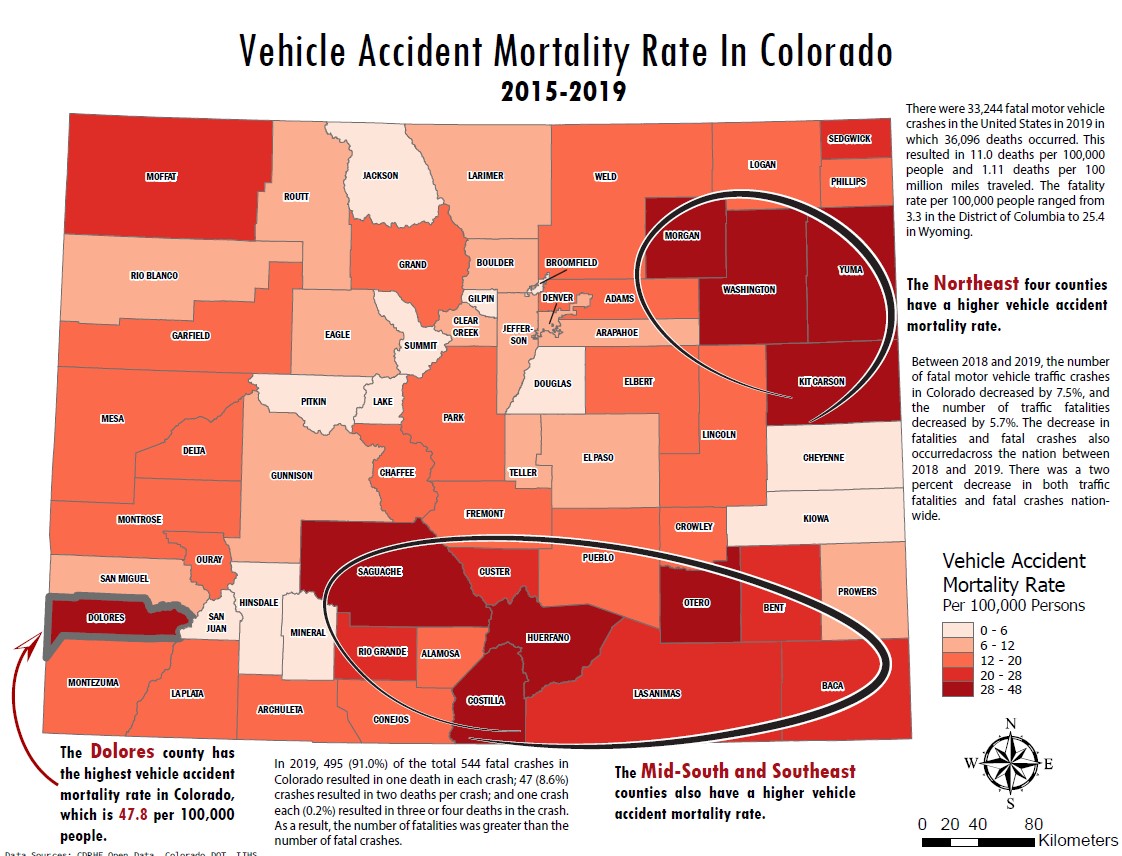 Vehicle Accident Mortality Rate In Colorado
2015-2019
There were 33,244 fatal motor vehicle
crashes in the United States in 2019 in
which 36,096 deaths occurred. This
resulted in 11.0 deaths per 100,000
people and 1.11 deaths per 100
million miles traveled. The fatality
rate per 100,000 people ranged from
3.3 in the District of Columbia to 25.4
in Wyoming.
The Northeast four counties
have a higher vehicle accident
mortality rate.
Between 2018 and 2019, the number
of fatal motor vehicle traffic crashes
in Colorado decreased by 7.5%, and
the number of traffic fatalities
decreased by 5.7%. The decrease in
fatalities and fatal crashes also
occurredacross the nation between
2018 and 2019. There was a two
percent decrease in both traffic
fatalities and fatal crashes nation-
wide.
MOFFAT
ROUTT
JACKSON
LARIMER
WELD
LOGAN
SEDGWICK
PHILLIPS
RIO BLANCO
GRAND
BOULDER
BROOMFIELD
MORGAN
WASHINGTON
YUMA
GARFIELD
EAGLE
SUMMIT
GILPIN
CLEAR
CREEK
JEFFER-
SON
DENVER
ADAMS
ARAPAHOE
MESA
DELTA
PITKIN
LAKE
PARK
DOUGLAS
ELBERT
KIT CARSON
LINCOLN
CHEYENNE
GUNNISON
CHAFFEE
TELLER
EL PASO
MONTROSE
OURAY
FREMONT
CROWLEY
KIOWA
SAN MIGUEL
SAGUACHE
CUSTER
PUEBLO
OTERO
BENT
PROWERS
DOLORES
SAN
JUAN
HINSDALE
MINERAL
RIO GRANDE
ALAMOSA
HUERFANO
MONTEZUMA
LA PLATA
ARCHULETA
CONEJOS
COSTILLA
LAS ANIMAS
BACA
Vehicle Accident
Mortality Rate
Per 100,000 Persons
0 - 6
6 - 12
12 - 20
20 - 28
28 - 48
N
W
E
S
0 20 40 80
Kilometers
The Dolores county has
the highest vehicle accident
mortality rate in Colorado,
which is 47.8 per 100,000
people.
In 2019, 495 (91.0%) of the total 544 fatal crashes in
Colorado resulted in one death in each crash; 47 (8.6%)
crashes resulted in two deaths per crash; and one crash
each (0.2%) resulted in three or four deaths in the crash.
As a result, the number of fatalities was greater than the
number of fatal crashes.
The Mid-South and Southeast
counties also have a higher vehicle
accident mortality rate.
Data Sources: CDPHE Open Data, Colorado DOT, IIHS